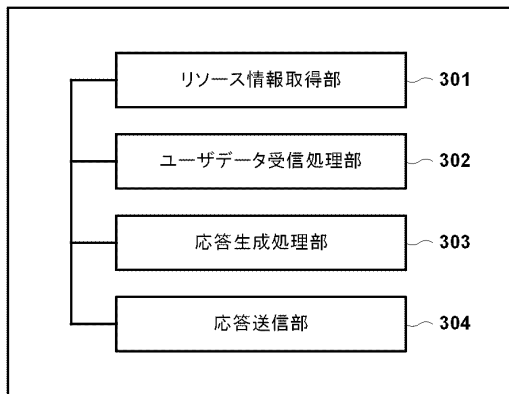 リソース情報取得部 301
ユーザデータ受信処理部 302
応答生成処理部 303
応答送信部 304